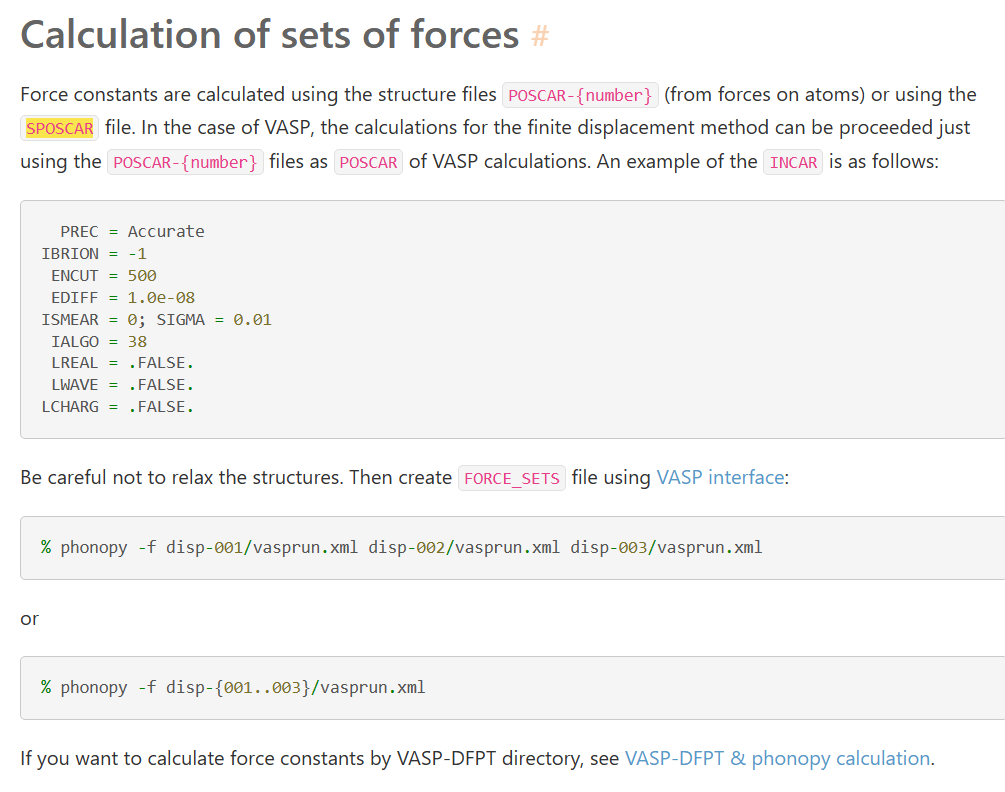 Calculation of sets of forces #
Force constants are calculated using the structure files POSCAR-{number} (from forces on atoms) or using the
SPOSCAR file. In the case of VASP, the calculations for the finite displacement method can be proceeded just
using the POSCAR-{number} files as POSCAR of VASP calculations. An example of the INCAR is as follows:
PREC = Accurate
IBRION = -1
ENCUT = 500
EDIFF = 1.0e-08
ISMEAR = 0; SIGMA = 0.01
IALGO = 38
LREAL = .FALSE.
LWAVE = .FALSE.
LCHARG = .FALSE.
Be careful not to relax the structures. Then create FORCE_SETS file using VASP interface:
% phonopy -f disp-001/vasprun.xml disp-002/vasprun.xml disp-003/vasprun.xml
or
% phonopy -f disp-{001..003}/vasprun.xml
If you want to calculate force constants by VASP-DFPT directory, see VASP-DFPT & phonopy calculation.